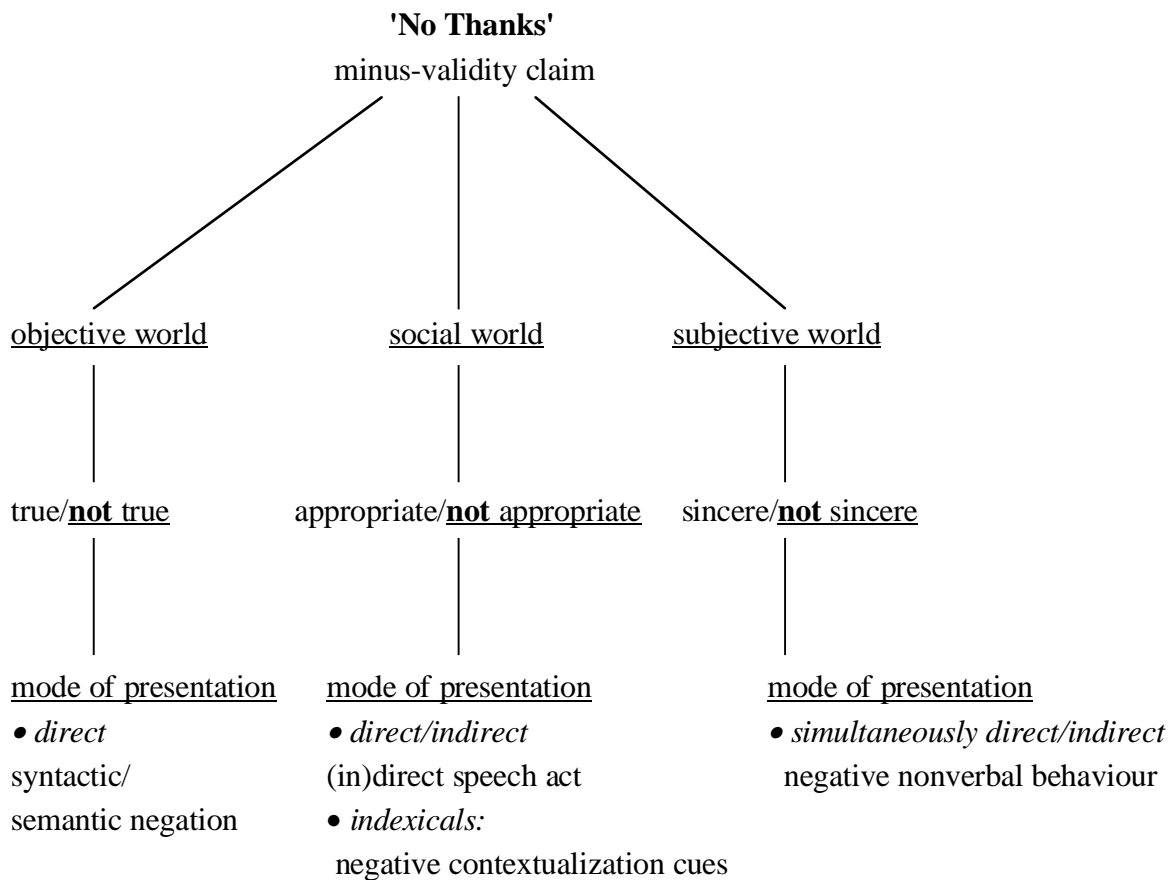 'No Thanks'
minus-validity claim
objective world
social world
subjective world
true/not true
appropriate/not appropriate
sincere/not sincere
mode of presentation
• direct
syntactic/
semantic negation
mode of presentation
• direct/indirect
(in)direct speech act
• indexicals:
negative contextualization cues
mode of presentation
• simultaneously direct/indirect
negative nonverbal behaviour